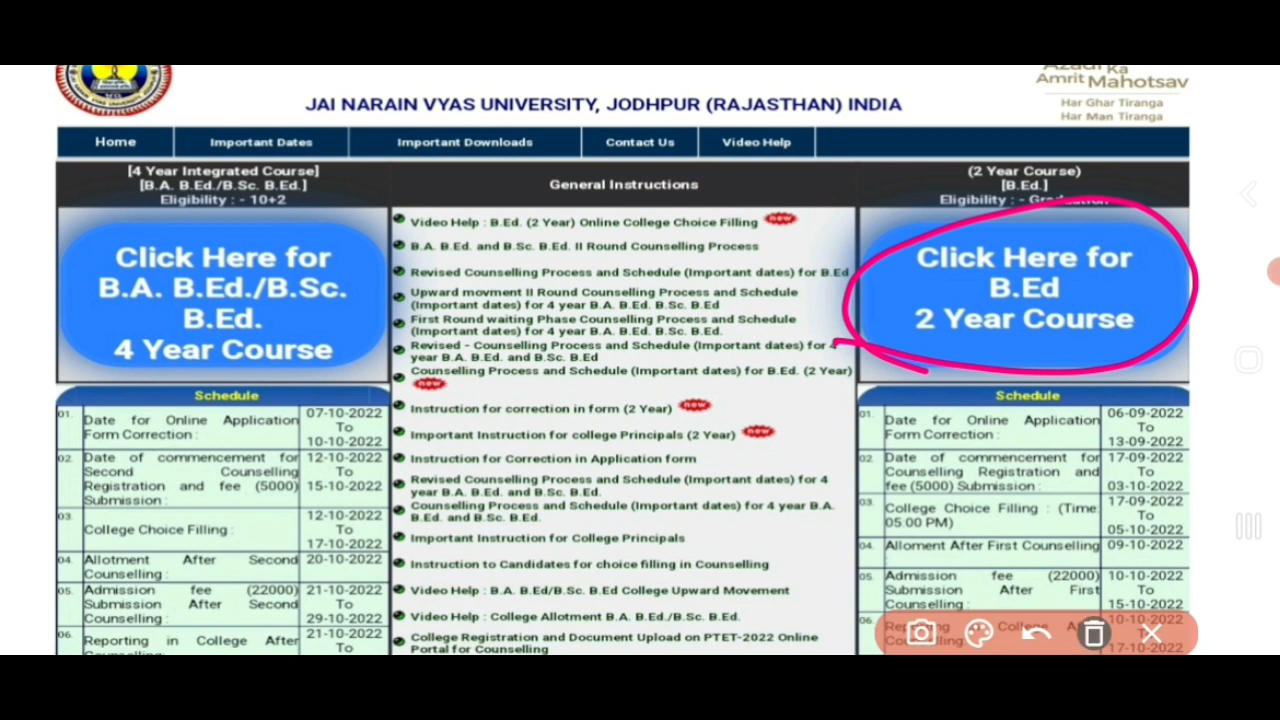 Azadi Ka
Amrit Mahotsav
Har Ghar Tiranga
Har Man Tiranga
JAI NARAIN VYAS UNIVERSITY, JODHPUR (RAJASTHAN) INDIA
Home
Important Dates
Important Downloads
Contact Us
Video Help
[4 Year Integrated Course]
[B.A. B.Ed./B.Sc. B.Ed.]
Eligibility : - 10+2
Click Here for
B.A. B.Ed./B.Sc.
B.Ed.
4 Year Course
Schedule
01.
Date for Online Application
Form Correction :
07-10-2022
To
10-10-2022
02.
Date of commencement for
Second Counselling
Registration and fee (5000)
Submission :
12-10-2022
To
15-10-2022
03.
College Choice Filling :
12-10-2022
To
17-10-2022
04.
Allotment After Second
Counselling :
20-10-2022
05.
Admission fee (22000)
Submission After Second
Counselling :
21-10-2022
To
29-10-2022
06.
Reporting in College After
21-10-2022
To
General Instructions
Video Help : B.Ed. (2 Year) Online College Choice Filling new
B.A. B.Ed. and B.Sc. B.Ed. II Round Counselling Process
Revised Counselling Process and Schedule (Important dates) for B.Ed
Upward movment II Round Counselling Process and Schedule
(Important dates) for 4 year B.A. B.Ed. B.Sc. B.Ed
First Round waiting Phase Counselling Process and Schedule
(Important dates) for 4 year B.A. B.Ed. B.Sc. B.Ed.
Revised - Counselling Process and Schedule (Important dates) for 4
year B.A. B.Ed. and B.Sc. B.Ed
Counselling Process and Schedule (Important dates) for B.Ed. (2 Year)
new
Instruction for correction in form (2 Year) new
Important Instruction for college Principals (2 Year) new
Instruction for Correction in Application form
Revised Counselling Process and Schedule (Important dates) for 4
year B.A. B.Ed. and B.Sc. B.Ed.
Counselling Process and Schedule (Important dates) for 4 year B.A.
B.Ed. and B.Sc. B.Ed.
Important Instruction for College Principals
Instruction to Candidates for choice filling in Counselling
Video Help : B.A. B.Ed/B.Sc. B.Ed College Upward Movement
Video Help : College Allotment B.A. B.Ed./B.Sc. B.Ed.
College Registration and Document Upload on PTET-2022 Online
Portal for Counselling
(2 Year Course)
[B.Ed.]
Eligibility : - Graduation
Click Here for
B.Ed
2 Year Course
Schedule
01.
Date for Online Application
Form Correction :
06-09-2022
To
13-09-2022
02.
Date of commencement for
Counselling Registration and
fee (5000) Submission :
17-09-2022
To
03-10-2022
03.
College Choice Filling : (Time:
05:00 PM)
17-09-2022
To
05-10-2022
04.
Alloment After First Counselling
:
09-10-2022
05.
Admission fee (22000)
Submission After First
Counselling :
10-10-2022
To
15-10-2022
06.
Reporting College
10-10-2022
To
17-10-2022